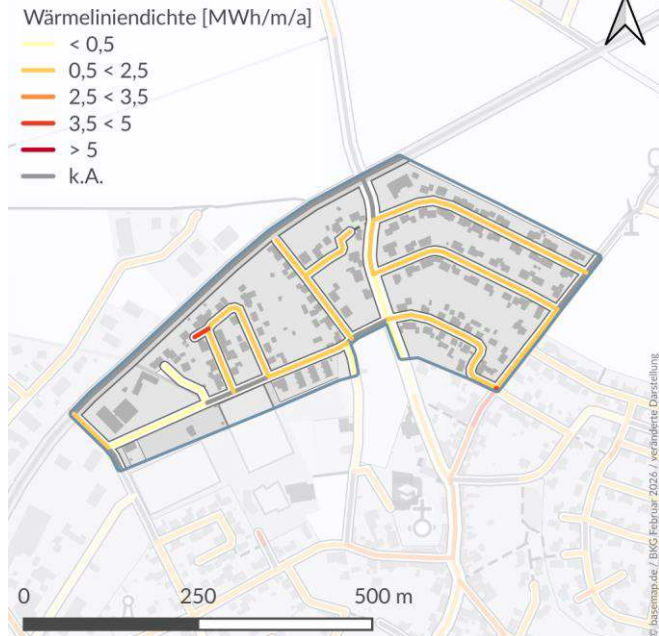 Wärmeliniendichte [MWh/m/a]
< 0,5
0,5 < 2,5
2,5 < 3,5
3,5 < 5
> 5
k.A.
0 250 500 m
© basemap.de / BKG Februar 2026 / veränderte Darstellung